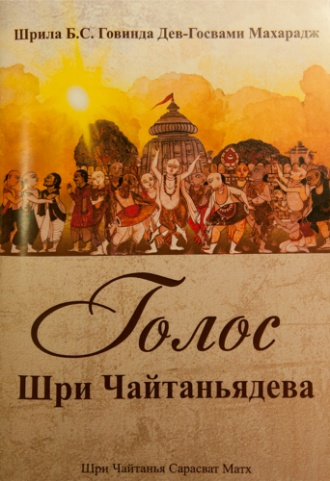 Шрила Б.С. Говинда Дев-Госвами Махарадж
Голос
Шри Чайтаньядева
Шри Чайтанья Сарасват Матх